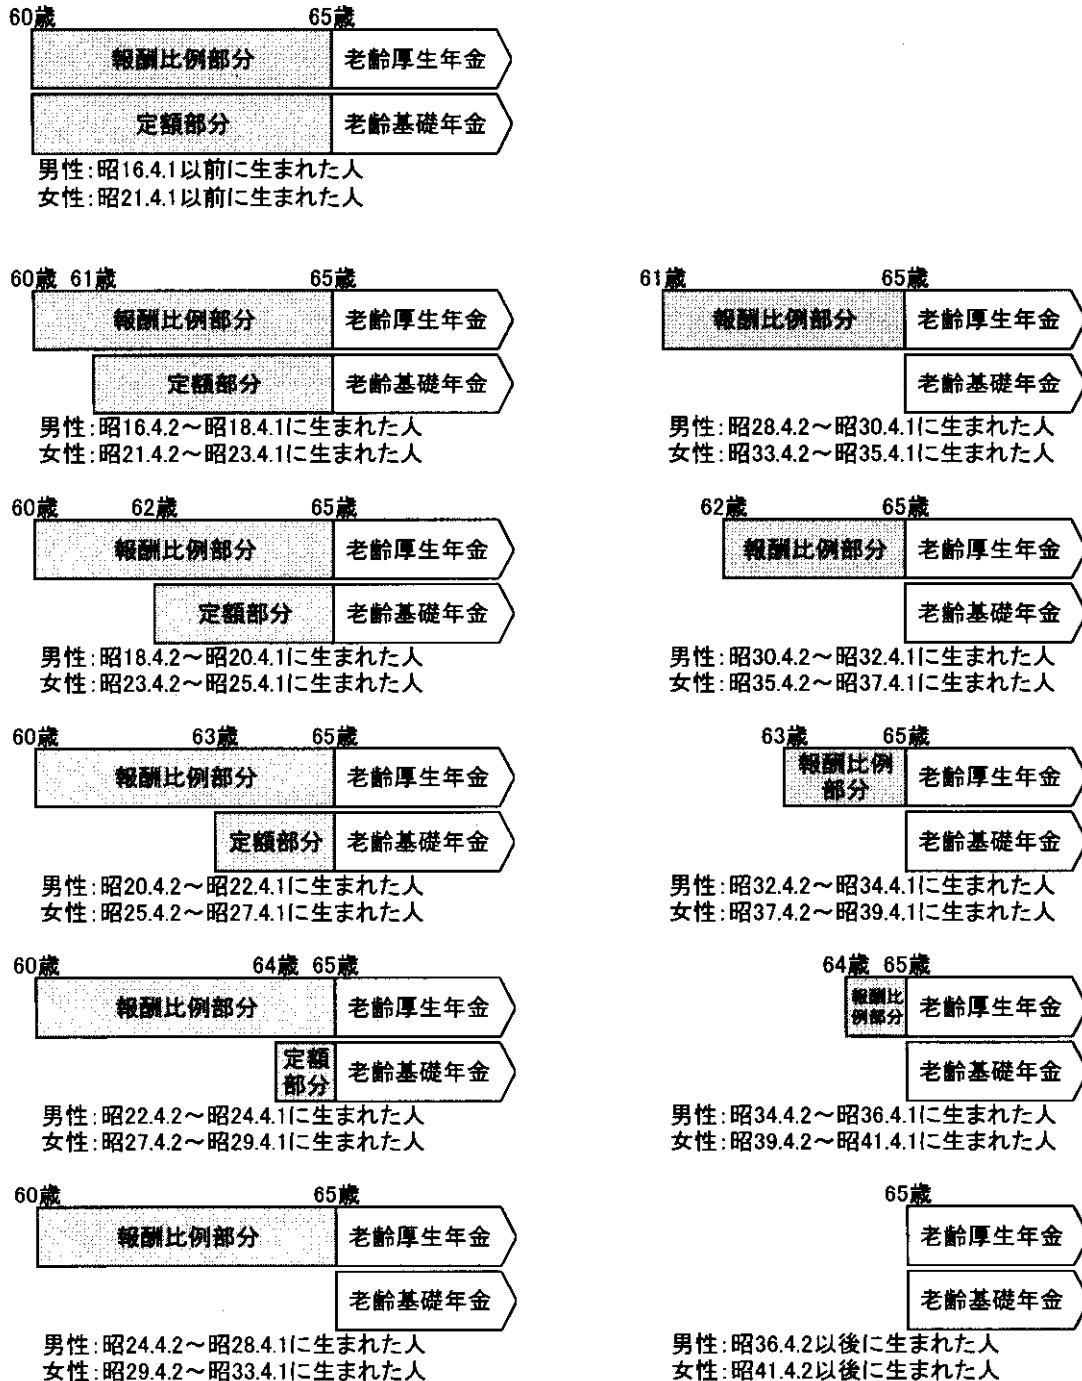 60歳 65歳
報酬比例部分 老齢厚生年金
定額部分 老齢基礎年金
男性:昭16.4.1以前に生まれた人
女性:昭21.4.1以前に生まれた人
60歳 61歳 65歳
報酬比例部分 老齢厚生年金
定額部分 老齢基礎年金
男性:昭16.4.2～昭18.4.1に生まれた人
女性:昭21.4.2～昭23.4.1に生まれた人
60歳 62歳 65歳
報酬比例部分 老齢厚生年金
定額部分 老齢基礎年金
男性:昭18.4.2～昭20.4.1に生まれた人
女性:昭23.4.2～昭25.4.1に生まれた人
60歳 63歳 65歳
報酬比例部分 老齢厚生年金
定額部分 老齢基礎年金
男性:昭20.4.2～昭22.4.1に生まれた人
女性:昭25.4.2～昭27.4.1に生まれた人
60歳 64歳 65歳
報酬比例部分 老齢厚生年金
定額
部分 老齢基礎年金
男性:昭22.4.2～昭24.4.1に生まれた人
女性:昭27.4.2～昭29.4.1に生まれた人
60歳 65歳
報酬比例部分 老齢厚生年金
老齢基礎年金
男性:昭24.4.2～昭28.4.1に生まれた人
女性:昭29.4.2～昭33.4.1に生まれた人
61歳 65歳
報酬比例部分 老齢厚生年金
老齢基礎年金
男性:昭28.4.2～昭30.4.1に生まれた人
女性:昭33.4.2～昭35.4.1に生まれた人
62歳 65歳
報酬比例部分 老齢厚生年金
老齢基礎年金
男性:昭30.4.2～昭32.4.1に生まれた人
女性:昭35.4.2～昭37.4.1に生まれた人
63歳 65歳
報酬比例
部分 老齢厚生年金
老齢基礎年金
男性:昭32.4.2～昭34.4.1に生まれた人
女性:昭37.4.2～昭39.4.1に生まれた人
64歳 65歳
報酬比
例部分 老齢厚生年金
老齢基礎年金
男性:昭34.4.2～昭36.4.1に生まれた人
女性:昭39.4.2～昭41.4.1に生まれた人
65歳
老齢厚生年金
老齢基礎年金
男性:昭36.4.2以後に生まれた人
女性:昭41.4.2以後に生まれた人